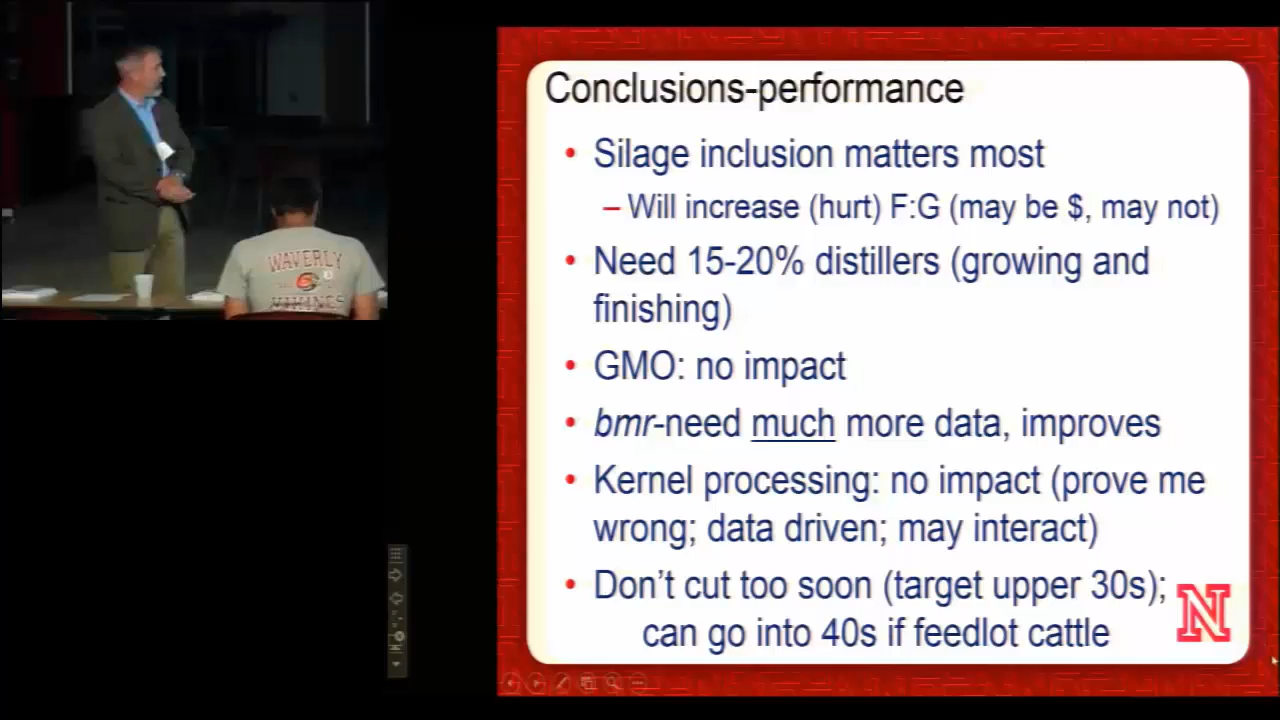 Conclusions-performance
• Silage inclusion matters most
– Will increase (hurt) F:G (may be $, may not)
• Need 15-20% distillers (growing and
finishing)
• GMO: no impact
• bmr-need much more data, improves
• Kernel processing: no impact (prove me
wrong; data driven; may interact)
• Don’t cut too soon (target upper 30s);
can go into 40s if feedlot cattle
N
WAVERLY